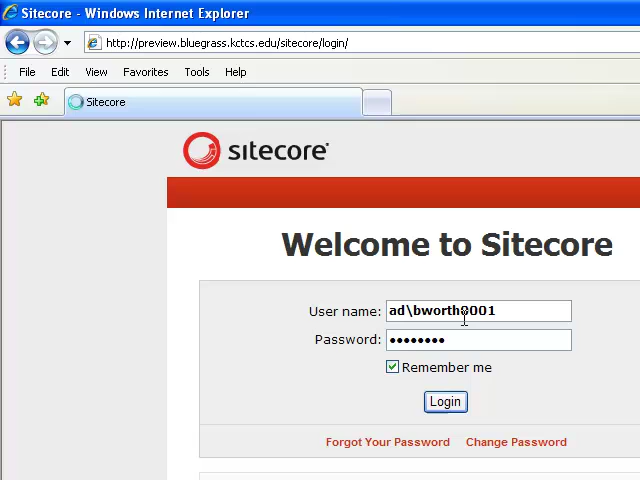 Sitecore - Windows Internet Explorer
http://preview.bluegrass.kctcs.edu/sitecore/login/
File Edit View Favorites Tools Help
Sitecore
sitecore
Welcome to Sitecore
User name: ad\bworth0001
Password: ••••••••
Remember me
Login
Forgot Your Password Change Password